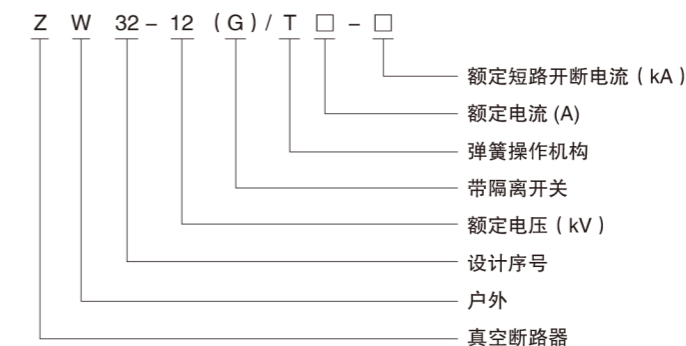 ZW32-12(G)/T□-□
额定短路开断电流(kA)
额定电流(A)
弹簧操作机构
带隔离开关
额定电压(kV)
设计序号
户外
真空断路器